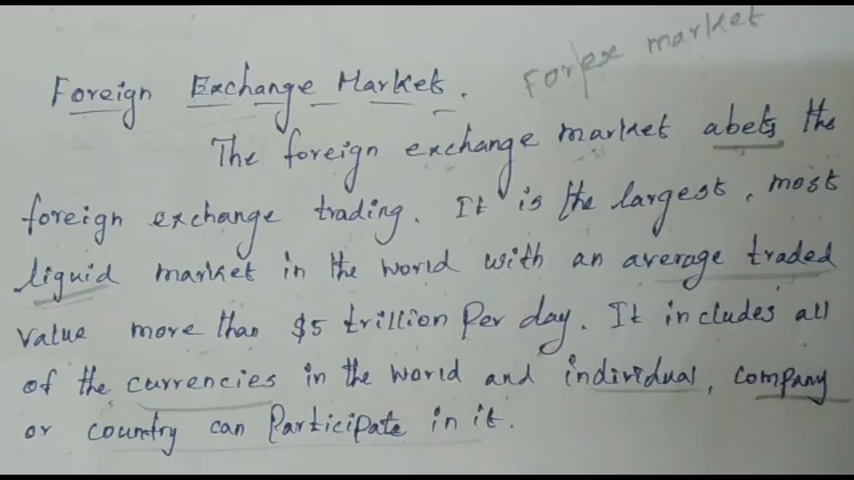 Foreign Exchange Market. Forex market
The foreign exchange market abets the
foreign exchange trading. It is the largest, most
liquid market in the world with an average traded
value more than $5 trillion Per day. It includes all
of the currencies in the world and individual, company
or country can Participate in it.